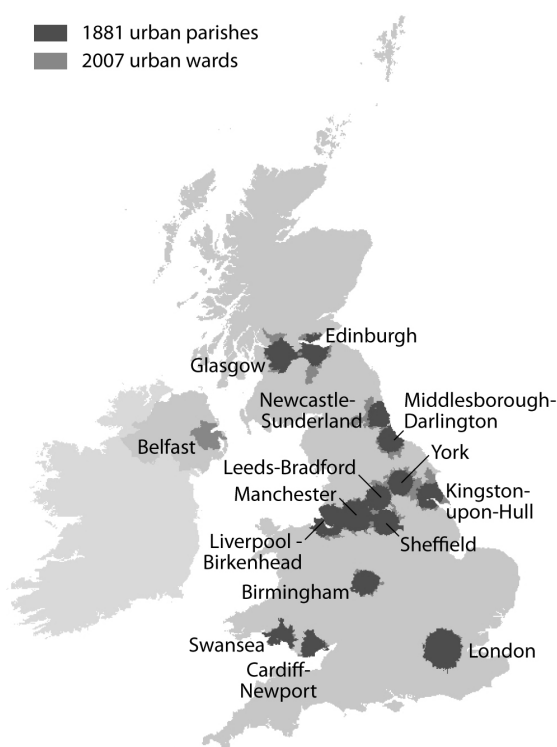 1881 urban parishes
2007 urban wards
Edinburgh
Glasgow
Newcastle-
Sunderland
Middlesborough-
Darlington
Belfast
York
Leeds-Bradford
Manchester
Kingston-
upon-Hull
Liverpool -
Birkenhead
Sheffield
Birmingham
Swansea
Cardiff-
Newport
London